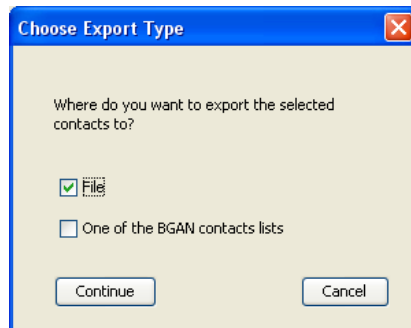 Choose Export Type
Where do you want to export the selected
contacts to?
File
One of the BGAN contacts lists
Continue
Cancel